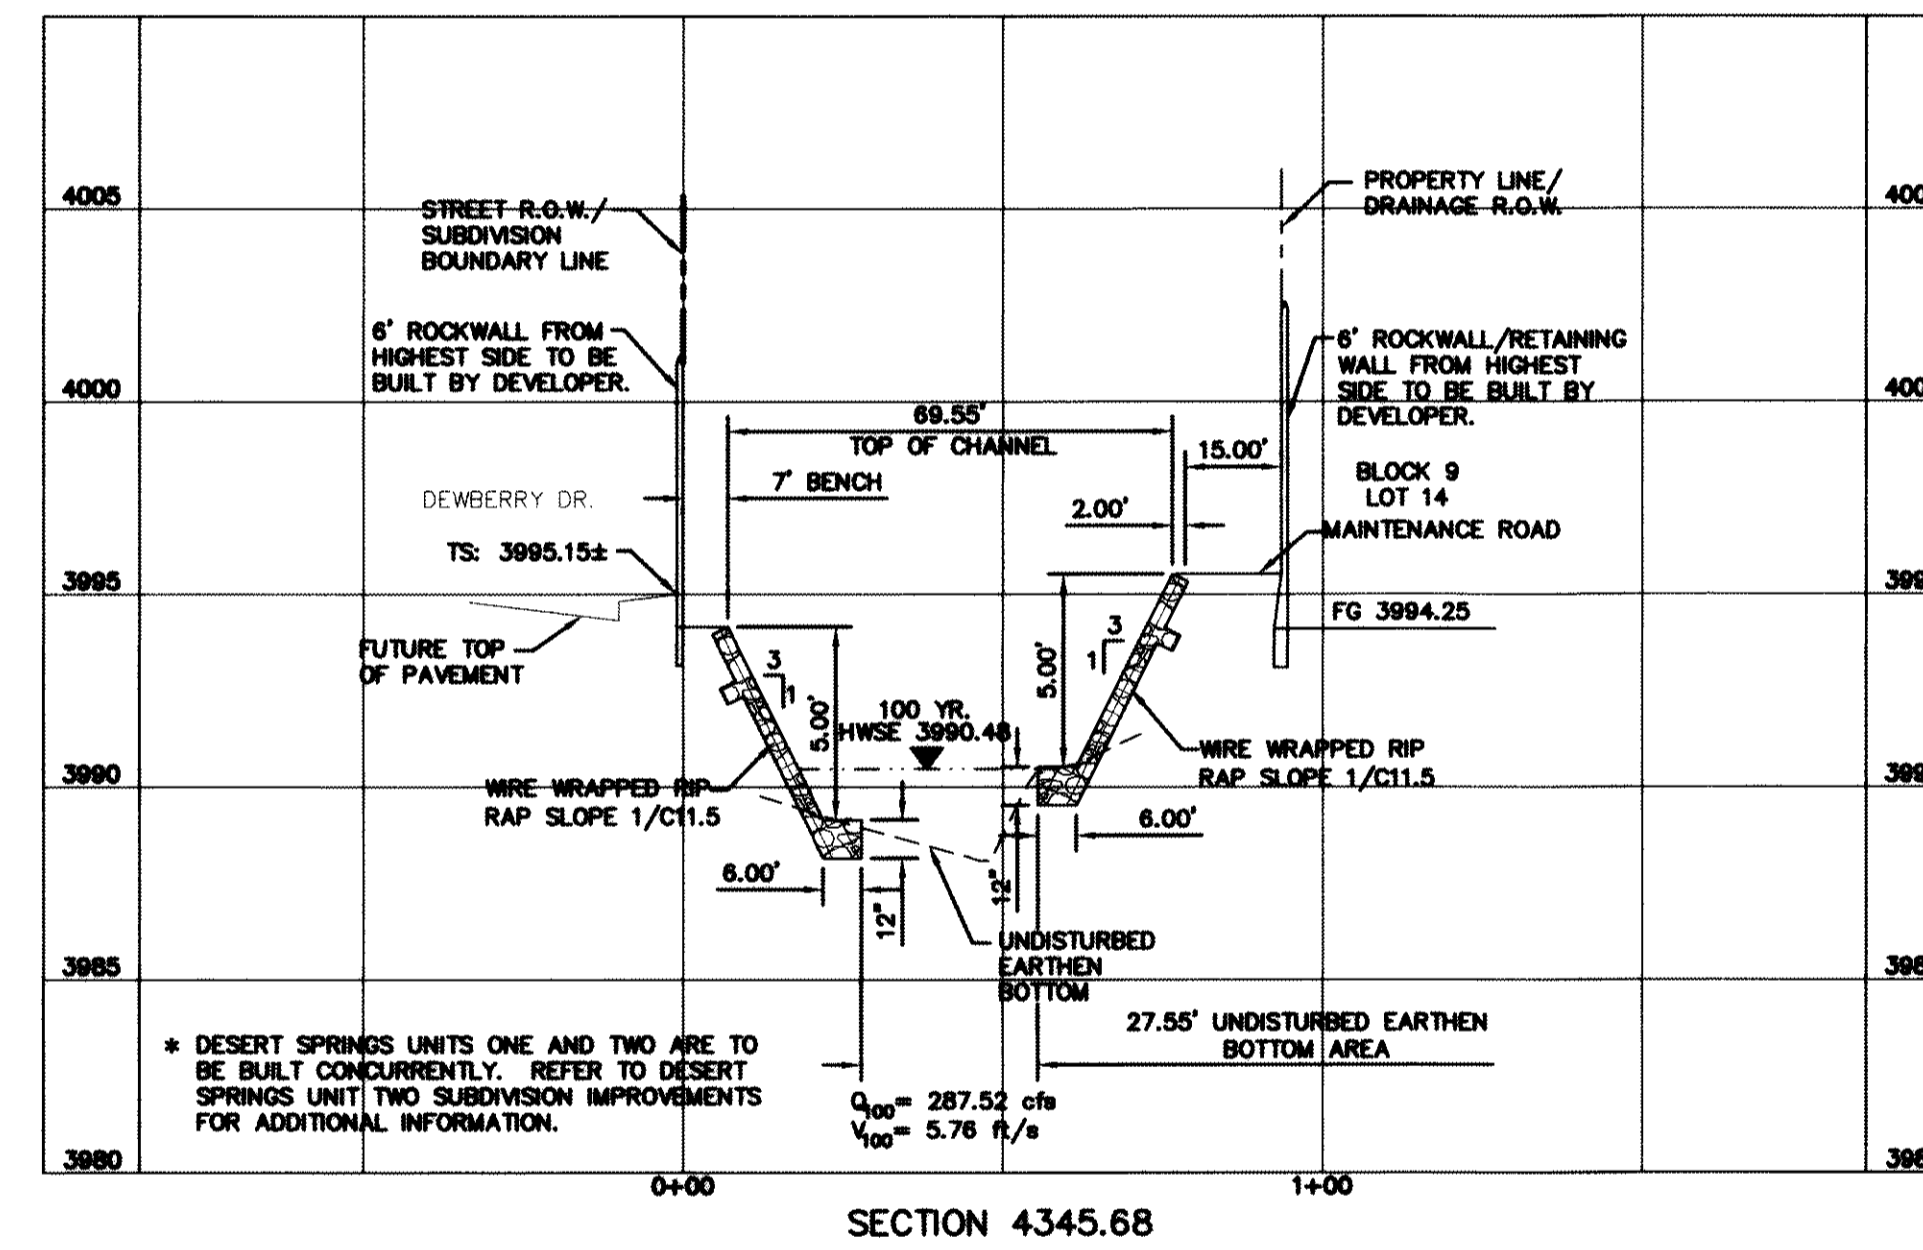 4005
STREET R.O.W./
SUBDIVISION
BOUNDARY LINE
PROPERTY LINE/
DRAINAGE R.O.W.
400
6' ROCKWALL FROM
HIGHEST SIDE TO BE
BUILT BY DEVELOPER.
6' ROCKWALL/RETAINING
WALL FROM HIGHEST
SIDE TO BE BUILT BY
DEVELOPER.
4000
400
69.55'
TOP OF CHANNEL
15.00'
7' BENCH
BLOCK 9
LOT 14
DEWBERRY DR.
2.00'
MAINTENANCE ROAD
TS: 3995.15±
3995
399
FG 3994.25
FUTURE TOP
OF PAVEMENT
3
1
5.00'
3
1
5.00'
100 YR.
HWSE 3990.48
WIRE WRAPPED RIP
RAP SLOPE 1/C11.5
3990
399
WIRE WRAPPED RIP
RAP SLOPE 1/C11.5
6.00'
6.00'
12"
12"
UNDISTURBED
EARTHEN
BOTTOM
3985
398
27.55' UNDISTURBED EARTHEN
BOTTOM AREA
* DESERT SPRINGS UNITS ONE AND TWO ARE TO
BE BUILT CONCURRENTLY. REFER TO DESERT
SPRINGS UNIT TWO SUBDIVISION IMPROVEMENTS
FOR ADDITIONAL INFORMATION.
Q100= 287.52 cfs
V100= 5.76 ft/s
3980
398
0+00
1+00
SECTION 4345.68